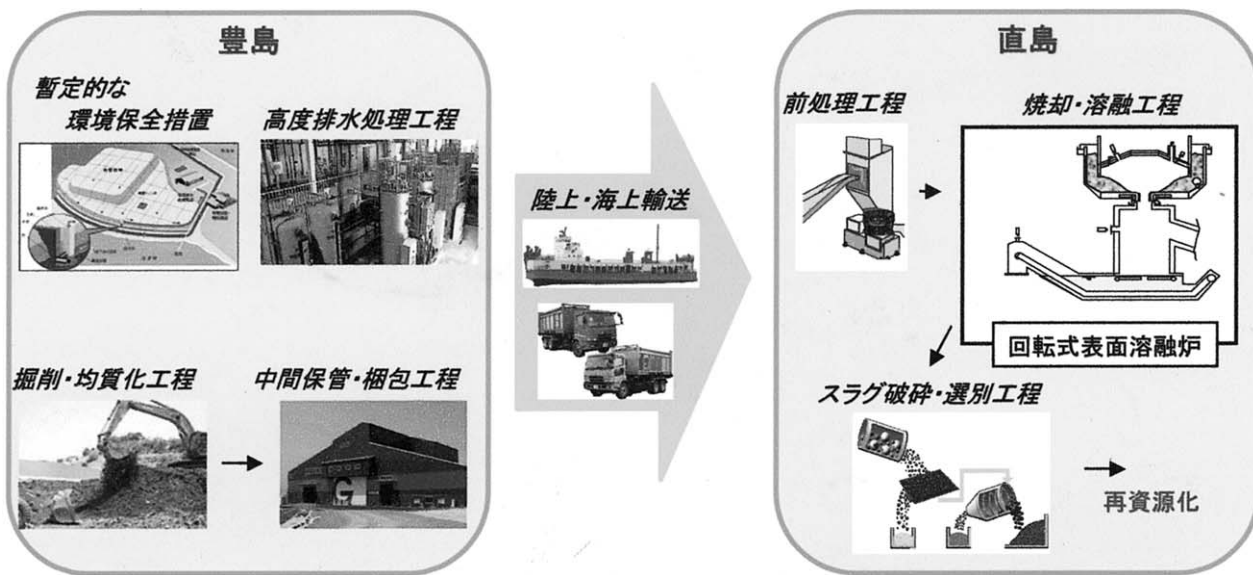 豊島
暫定的な
環境保全措置
高度排水処理工程
掘削・均質化工程
中間保管・梱包工程
G
陸上・海上輸送
直島
前処理工程
焼却・溶融工程
回転式表面溶融炉
スラグ破砕・選別工程
再資源化